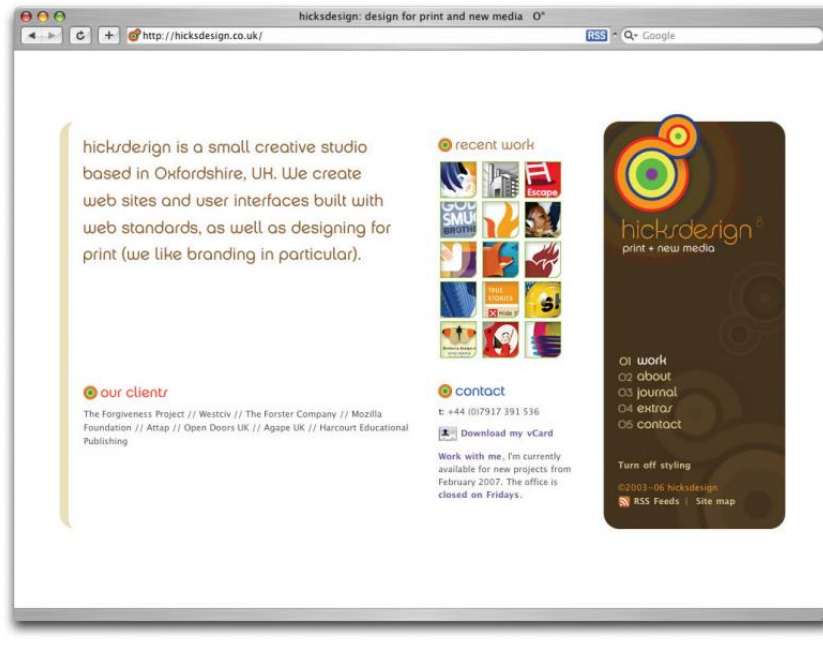 hicksdesign: design for print and new media
http://hicksdesign.co.uk/
RSS
Google
hicksdesign is a small creative studio
based in Oxfordshire, UK. We create
web sites and user interfaces built with
web standards, as well as designing for
print (we like branding in particular).
our clients
The Forgiveness Project // Westciv // The Forster Company // Mozilla
Foundation // Attap // Open Doors UK // Agape UK // Harcourt Educational
Publishing
recent work
Escape
GOD
SMU
BROTHE
TRUE
STORIES
contact
t: +44 (0)7917 391 536
Download my vCard
Work with me, I'm currently
available for new projects from
February 2007. The office is
closed on Fridays.
hicksdesign 8
print + new media
01 work
02 about
03 journal
04 extras
05 contact
Turn off styling
©2003-06 hicksdesign
RSS Feeds | Site map